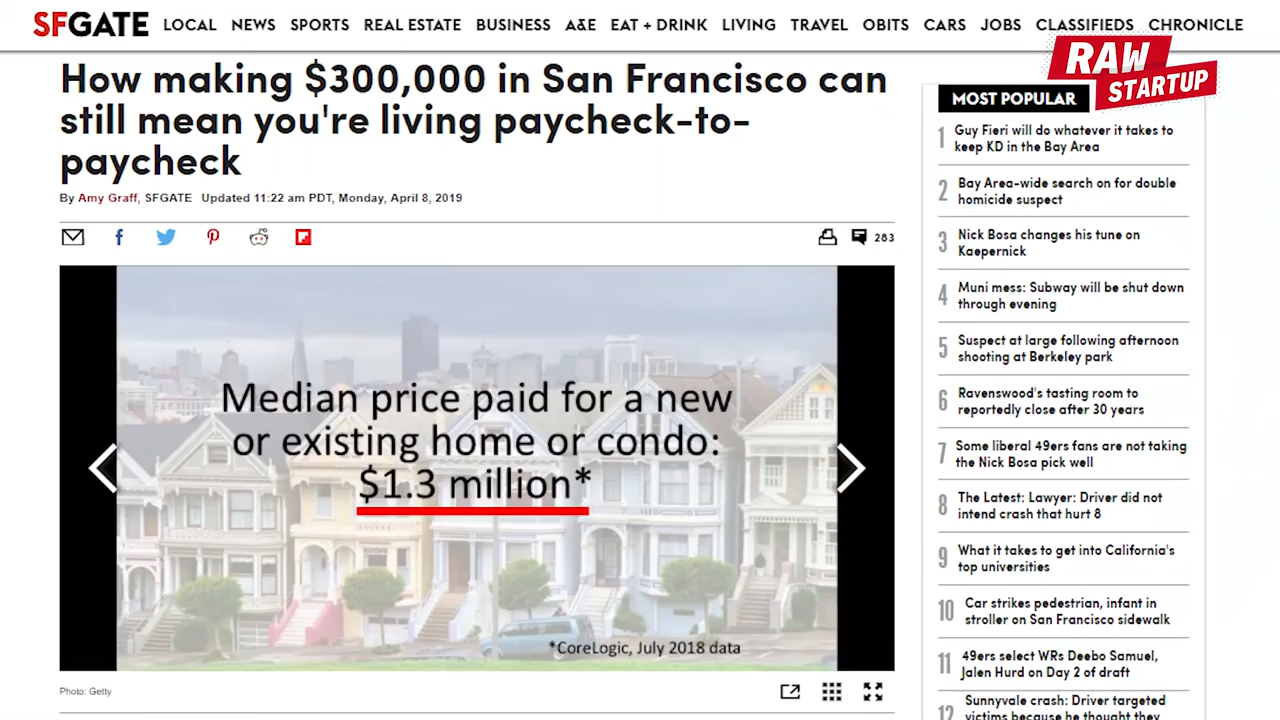 SFGATE LOCAL NEWS SPORTS REAL ESTATE BUSINESS A&E EAT + DRINK LIVING TRAVEL OBITS CARS JOBS CLASSIFIEDS CHRONICLE
RAW
STARTUP
How making $300,000 in San Francisco can
still mean you're living paycheck-to-
paycheck
By Amy Graff, SFGATE Updated 11:22 am PDT, Monday, April 8, 2019
283
Median price paid for a new
or existing home or condo:
$1.3 million*
*CoreLogic, July 2018 data
Photo: Getty
MOST POPULAR
1 Guy Fieri will do whatever it takes to
keep KD in the Bay Area
2 Bay Area-wide search on for double
homicide suspect
3 Nick Bosa changes his tune on
Kaepernick
4 Muni mess: Subway will be shut down
through evening
5 Suspect at large following afternoon
shooting at Berkeley park
6 Ravenswood's tasting room to
reportedly close after 30 years
7 Some liberal 49ers fans are not taking
the Nick Bosa pick well
8 The Latest: Lawyer: Driver did not
intend crash that hurt 8
9 What it takes to get into California's
top universities
10 Car strikes pedestrian, infant in
stroller on San Francisco sidewalk
11 49ers select WRs Deebo Samuel,
Jalen Hurd on Day 2 of draft
12 Sunnyvale crash: Driver targeted
victims because he thought they